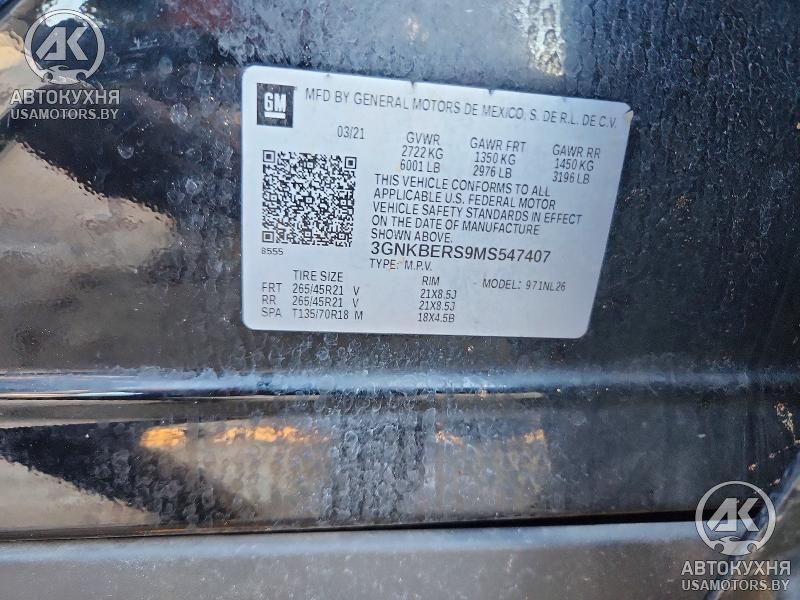 AK
АВТОКУХНЯ
USAMOTORS.BY
GM
MFD BY GENERAL MOTORS DE MEXICO, S. DE R.L. DE C.V.
03/21 GVWR GAWR FRT GAWR RR
2722 KG 1350 KG 1450 KG
6001 LB 2976 LB 3196 LB
THIS VEHICLE CONFORMS TO ALL
APPLICABLE U.S. FEDERAL MOTOR
VEHICLE SAFETY STANDARDS IN EFFECT
ON THE DATE OF MANUFACTURE
SHOWN ABOVE.
8555
3GNKBERS9MS547407
TYPE: M.P.V.
TIRE SIZE RIM MODEL: 971NL26
FRT 265/45R21 V 21X8.5J
RR 265/45R21 V 21X8.5J
SPA T135/70R18 M 18X4.5B
AK
АВТОКУХНЯ
USAMOTORS.BY